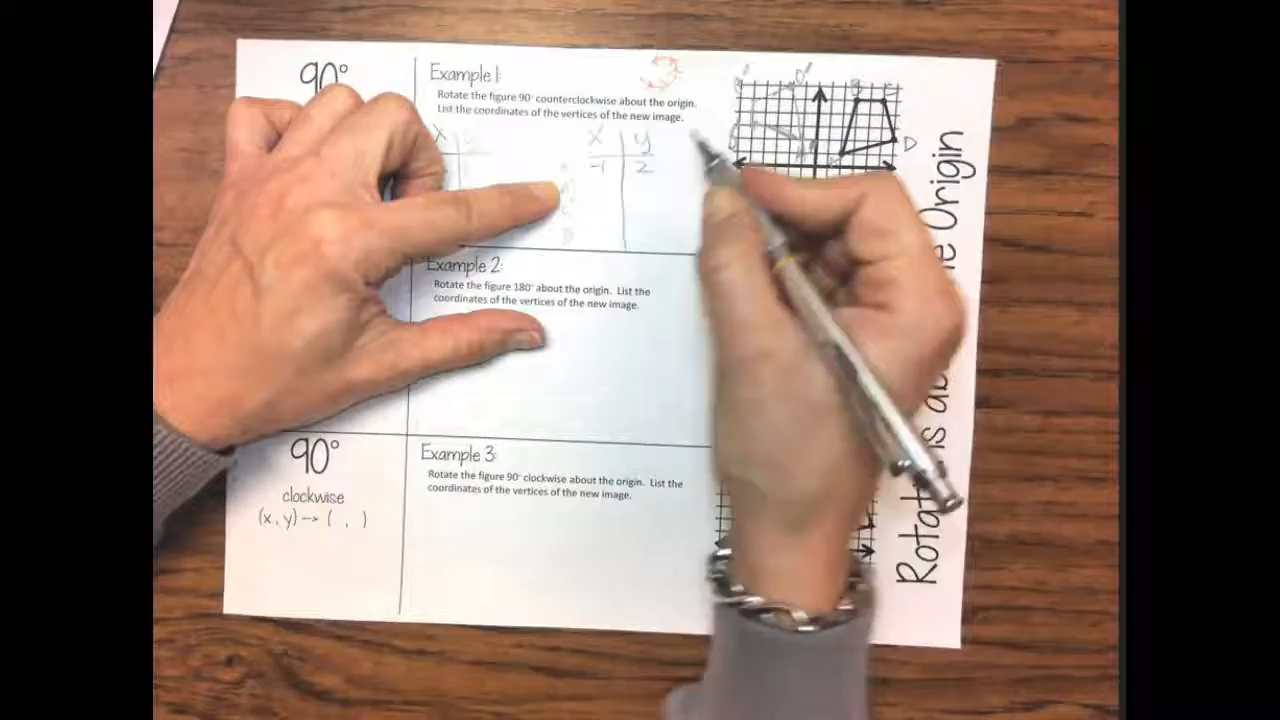 90°
Example 1:
Rotate the figure 90° counterclockwise about the origin.
List the coordinates of the vertices of the new image.
x y
x y
-1 2
D'
B
D
Example 2:
Rotate the figure 180° about the origin. List the
coordinates of the vertices of the new image.
90°
clockwise
(x, y) → ( , )
Example 3:
Rotate the figure 90° clockwise about the origin. List the
coordinates of the vertices of the new image.
Origin